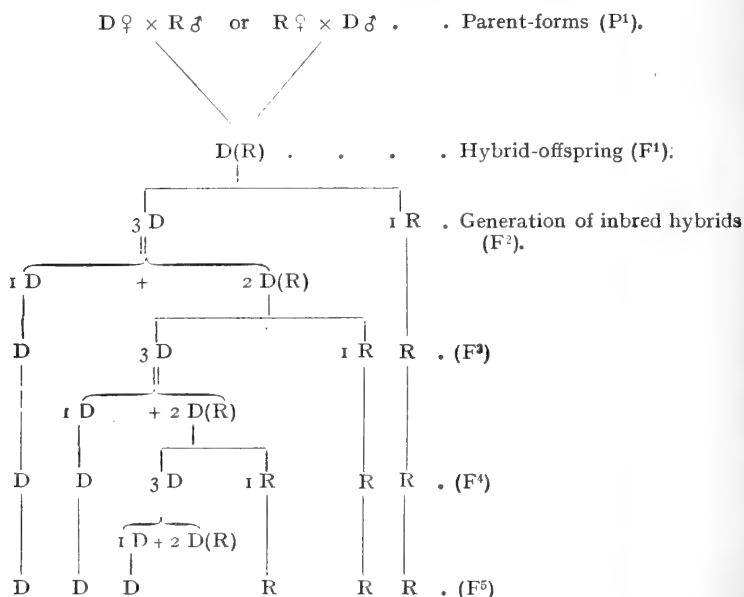 D♀ × R♂ or R♀ × D♂ . . Parent-forms (P¹).
D(R) . . . . Hybrid-offspring (F¹).
3 D 1 R . Generation of inbred hybrids
(F²).
1 D + 2 D(R)
D 3 D 1 R R . (F³)
1 D + 2 D(R)
D D 3 D 1 R R R . (F⁴)
1 D + 2 D(R)
D D D R R R . (F⁵)